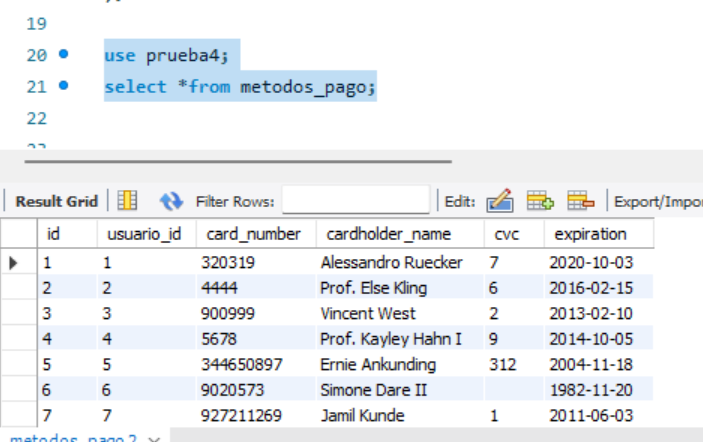 19
20 use prueba4;
21 select *from metodos_pago;
22
Result Grid Filter Rows: Edit: Export/Impor
id usuario_id card_number cardholder_name cvc expiration
1 1 320319 Alessandro Ruecker 7 2020-10-03
2 2 4444 Prof. Else Kling 6 2016-02-15
3 3 900999 Vincent West 2 2013-02-10
4 4 5678 Prof. Kayley Hahn I 9 2014-10-05
5 5 344650897 Ernie Ankunding 312 2004-11-18
6 6 9020573 Simone Dare II 1982-11-20
7 7 927211269 Jamil Kunde 1 2011-06-03
metodos_pago 2